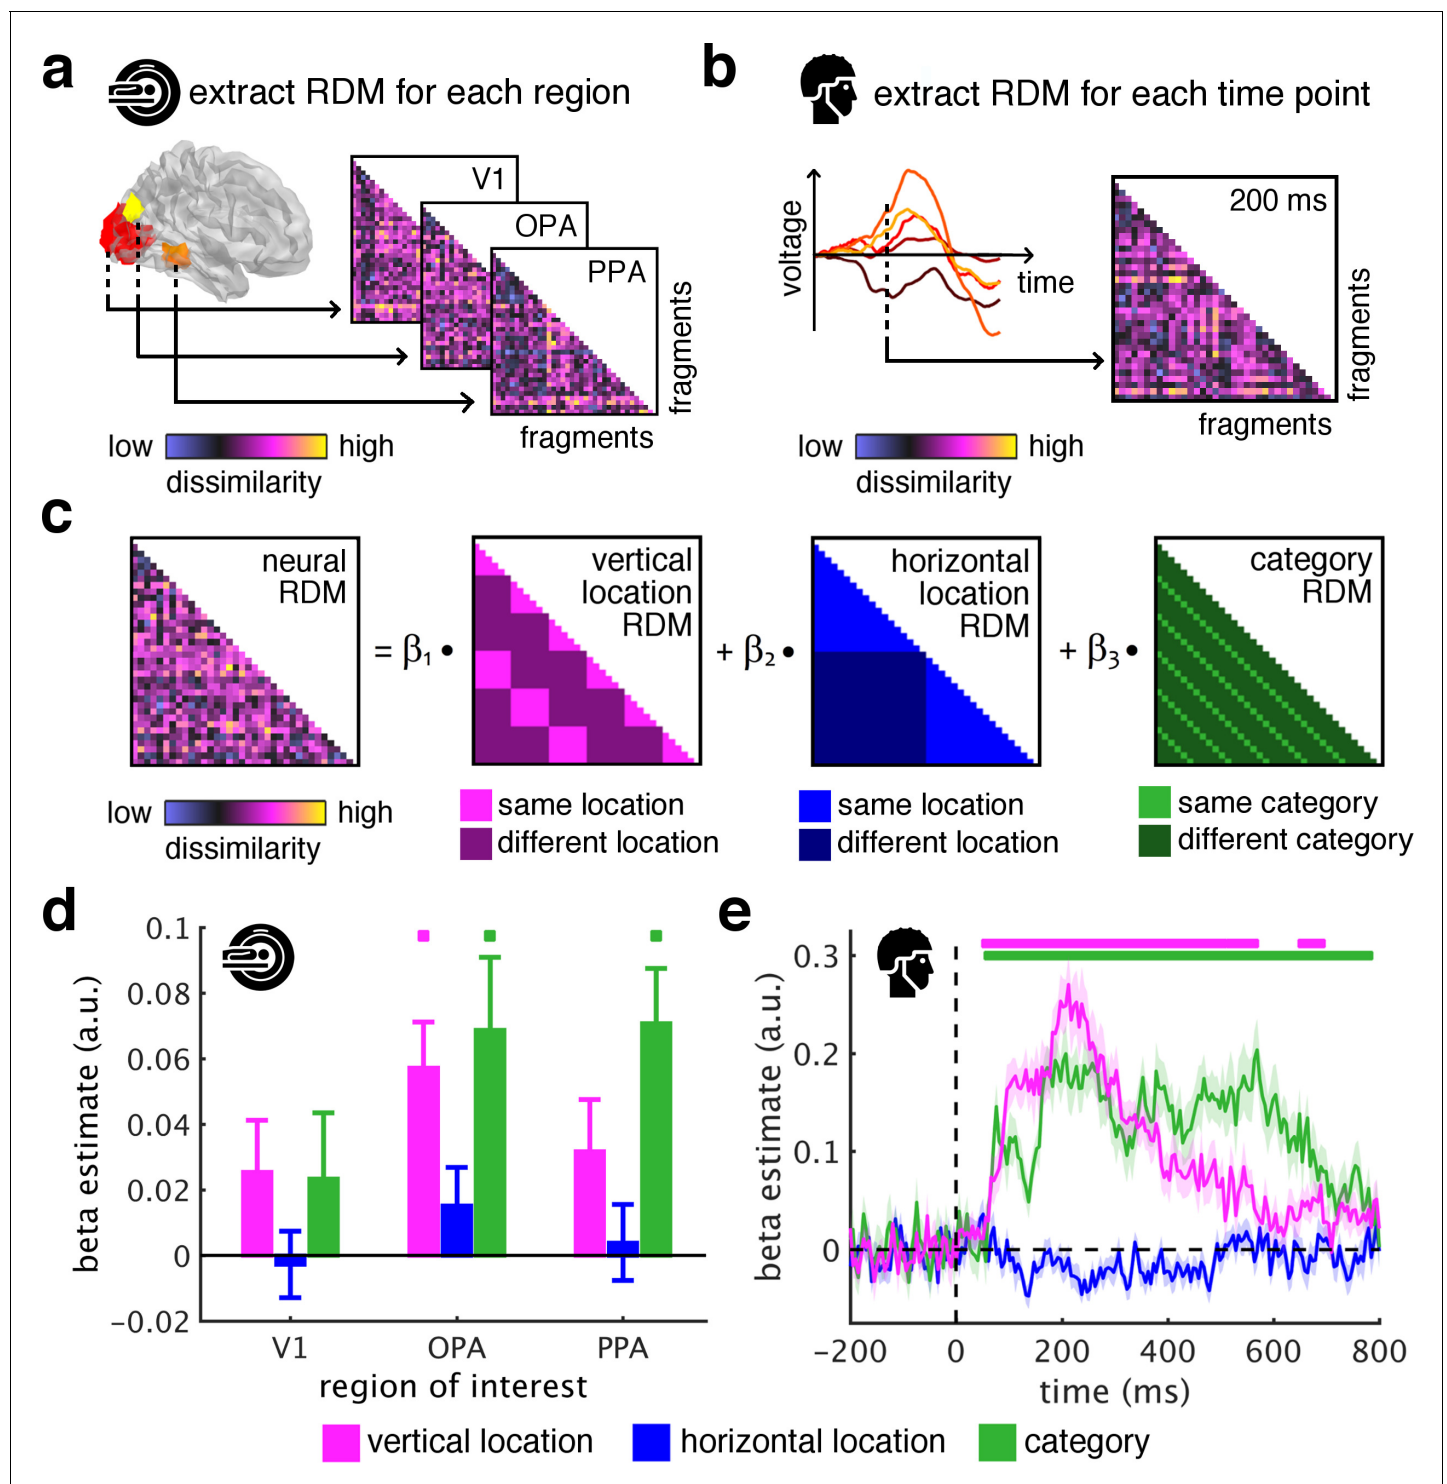 a
extract RDM for each region
V1
OPA
PPA
fragments
fragments
low
high
dissimilarity
b
extract RDM for each time point
voltage
time
200 ms
fragments
fragments
low
high
dissimilarity
c
neural
RDM
= β1 •
vertical
location
RDM
+ β2 •
horizontal
location
RDM
+ β3 •
category
RDM
low
high
dissimilarity
same location
different location
same location
different location
same category
different category
d
beta estimate (a.u.)
0.1
0.08
0.06
0.04
0.02
0
−0.02
V1
OPA
PPA
region of interest
e
beta estimate (a.u.)
0.3
0.2
0.1
0
−200
0
200
400
600
800
time (ms)
vertical location
horizontal location
category